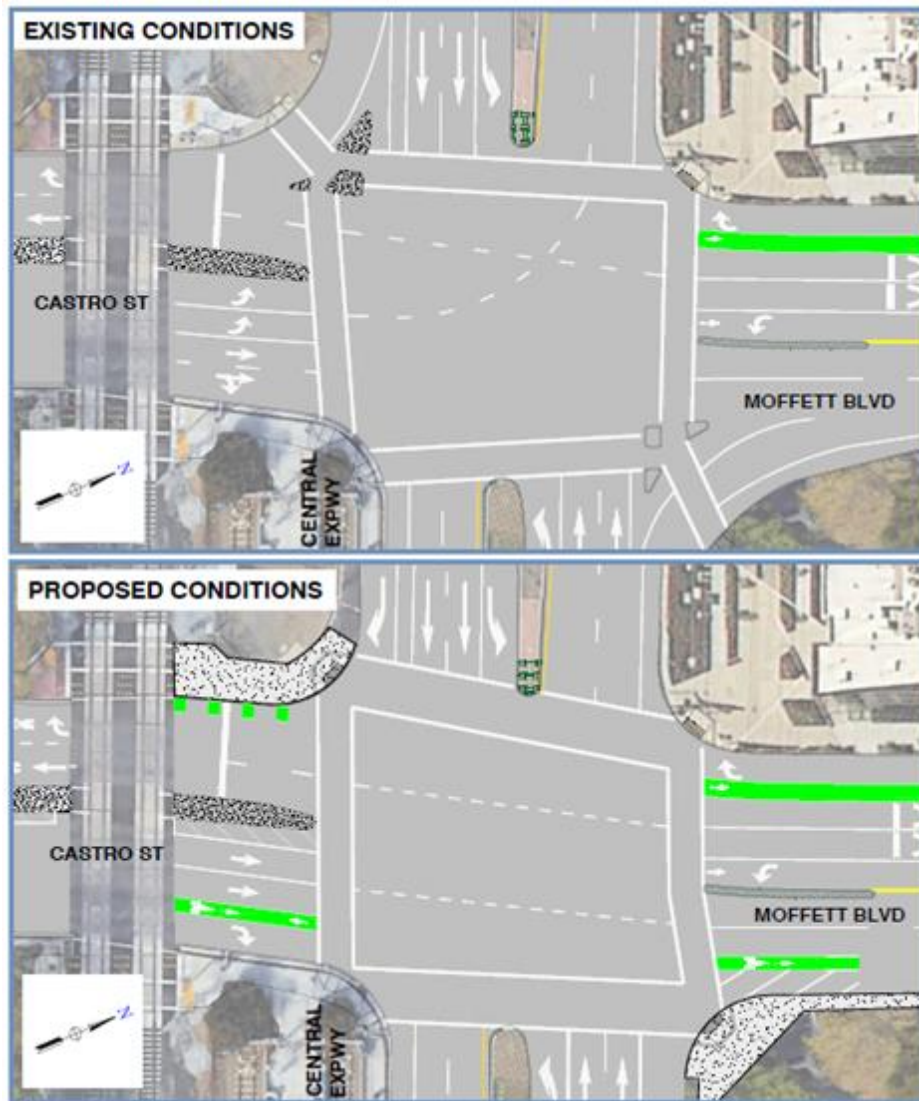 EXISTING CONDITIONS
CASTRO ST
MOFFETT BLVD
CENTRAL
EXPWY
N
PROPOSED CONDITIONS
CASTRO ST
MOFFETT BLVD
CENTRAL
EXPWY
N